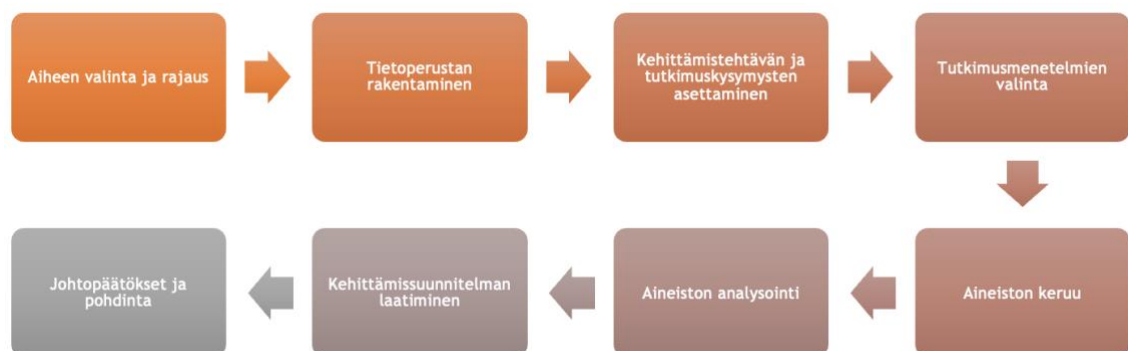 Aiheen valinta ja rajaus
Tietoperustan
rakentaminen
Kehittämistehtävän ja
tutkimuskysymysten
asettaminen
Tutkimusmenetelmien
valinta
Aineiston keruu
Aineiston analysointi
Kehittämissuunnitelman
laatiminen
Johtopäätökset ja
pohdinta